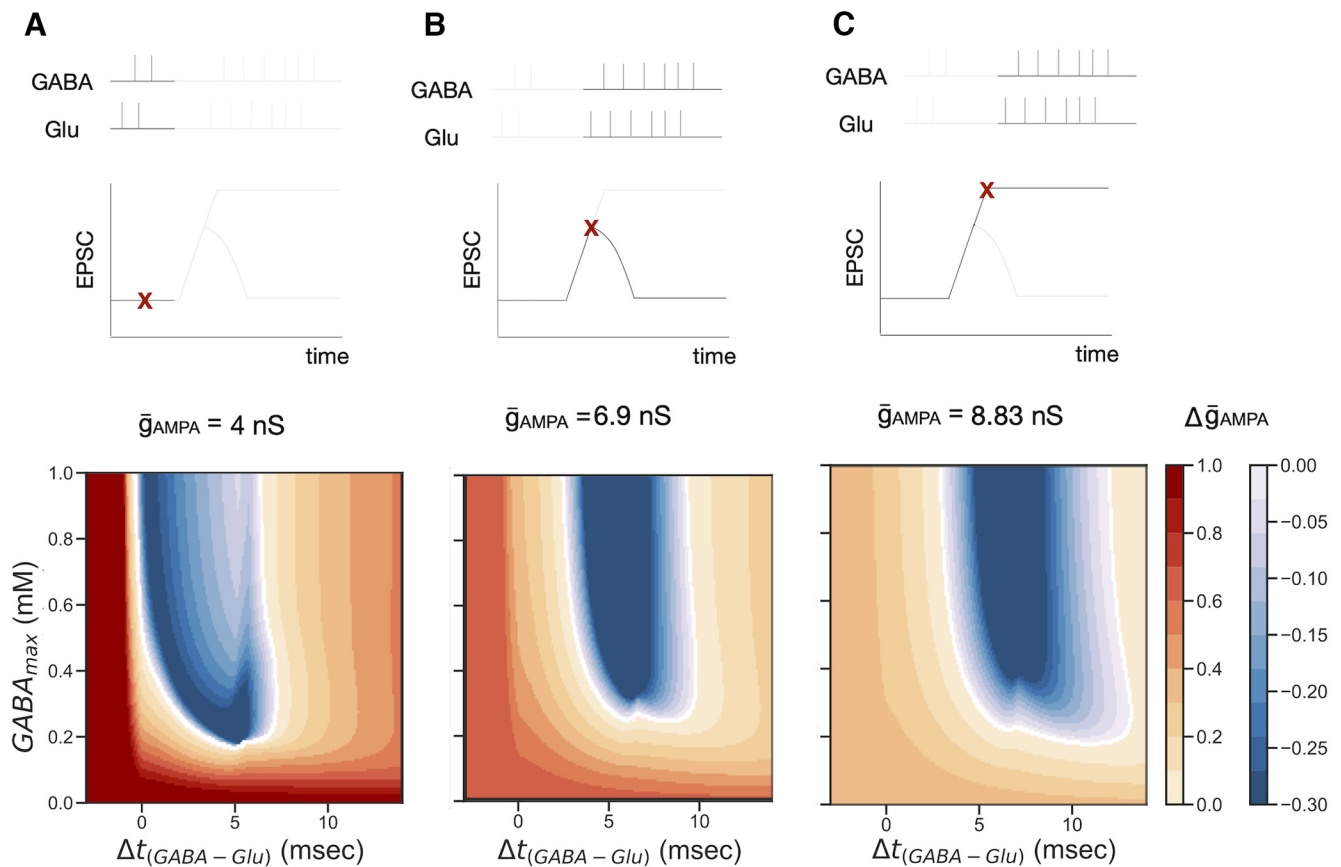 A
B
C
GABA
Glu
GABA
Glu
GABA
Glu
EPSC
X
time
EPSC
X
time
EPSC
X
time
ḡAMPA = 4 nS
ḡAMPA =6.9 nS
ḡAMPA = 8.83 nS
ΔḡAMPA
GABAmax (mM)
1.0
0.8
0.6
0.4
0.2
0.0
0 5 10
Δt(GABA – Glu) (msec)
0 5 10
Δt(GABA – Glu) (msec)
0 5 10
Δt(GABA – Glu) (msec)
1.0
0.8
0.6
0.4
0.2
0.0
0.00
−0.05
−0.10
−0.15
−0.20
−0.25
−0.30